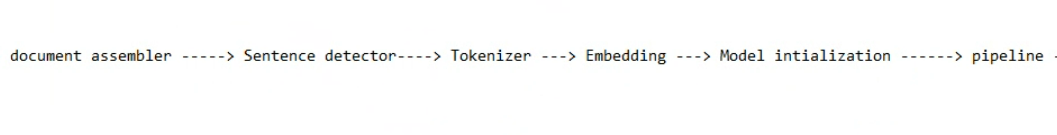 document assembler -----> Sentence detector----> Tokenizer ---> Embedding ---> Model intialization ------> pipeline -